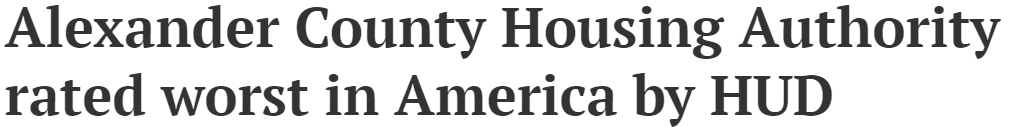 Alexander County Housing Authority
rated worst in America by HUD